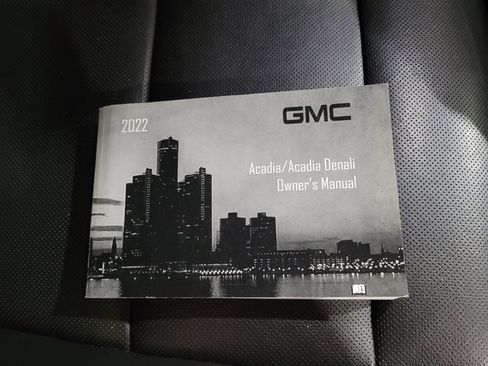 2022
GMC
Acadia/Acadia Denali
Owner's Manual